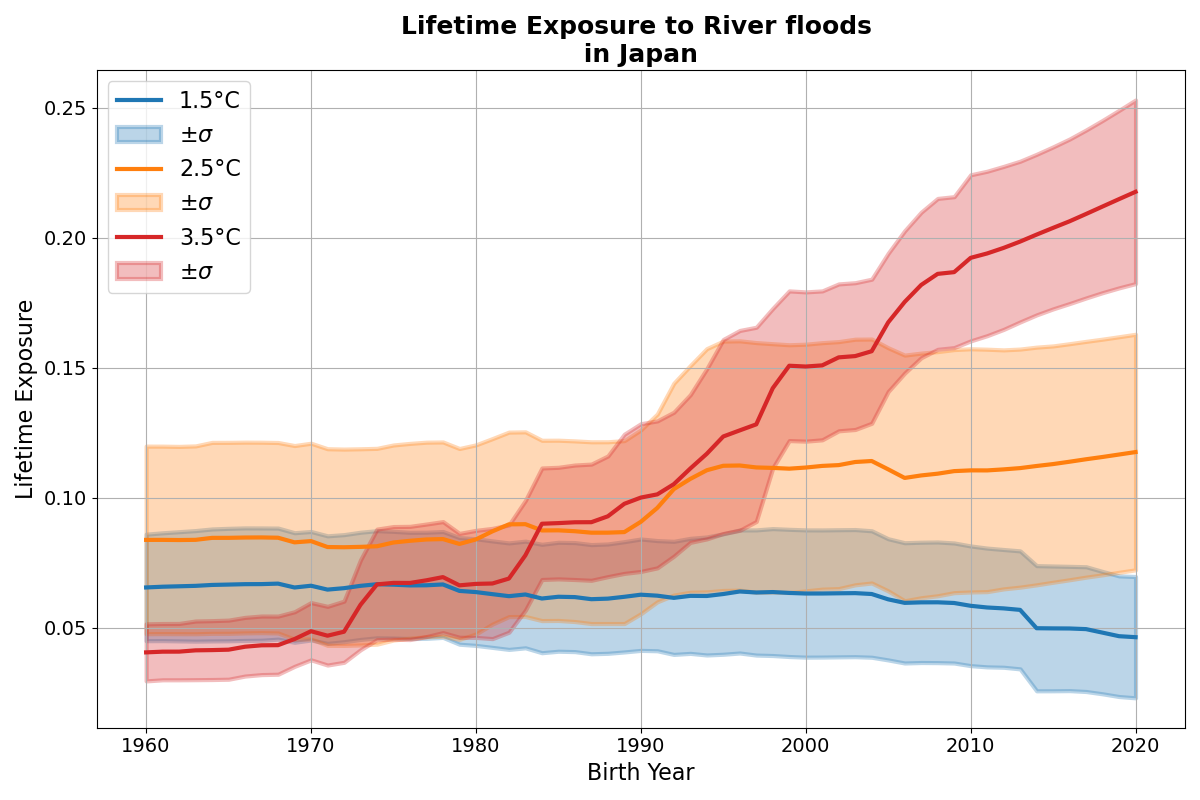 Lifetime Exposure to River floods
in Japan
1.5°C
±σ
2.5°C
±σ
3.5°C
±σ
Lifetime Exposure
0.25
0.20
0.15
0.10
0.05
1960 1970 1980 1990 2000 2010 2020
Birth Year